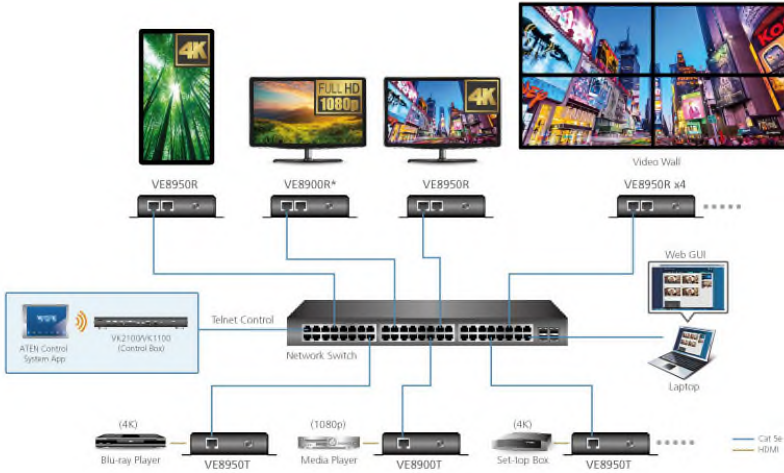 4K
FULL HD
1080p
4K
Video Wall
VE8950R
VE8900R*
VE8950R
VE8950R x4
Web GUI
Telnet Control
ATEN Control
System App
VK2100/VK1100
(Control Box)
Network Switch
Laptop
(4K)
(1080p)
(4K)
Blu-ray Player
VE8950T
Media Player
VE8900T
Set-top Box
VE8950T
Cat 5e
HDMI